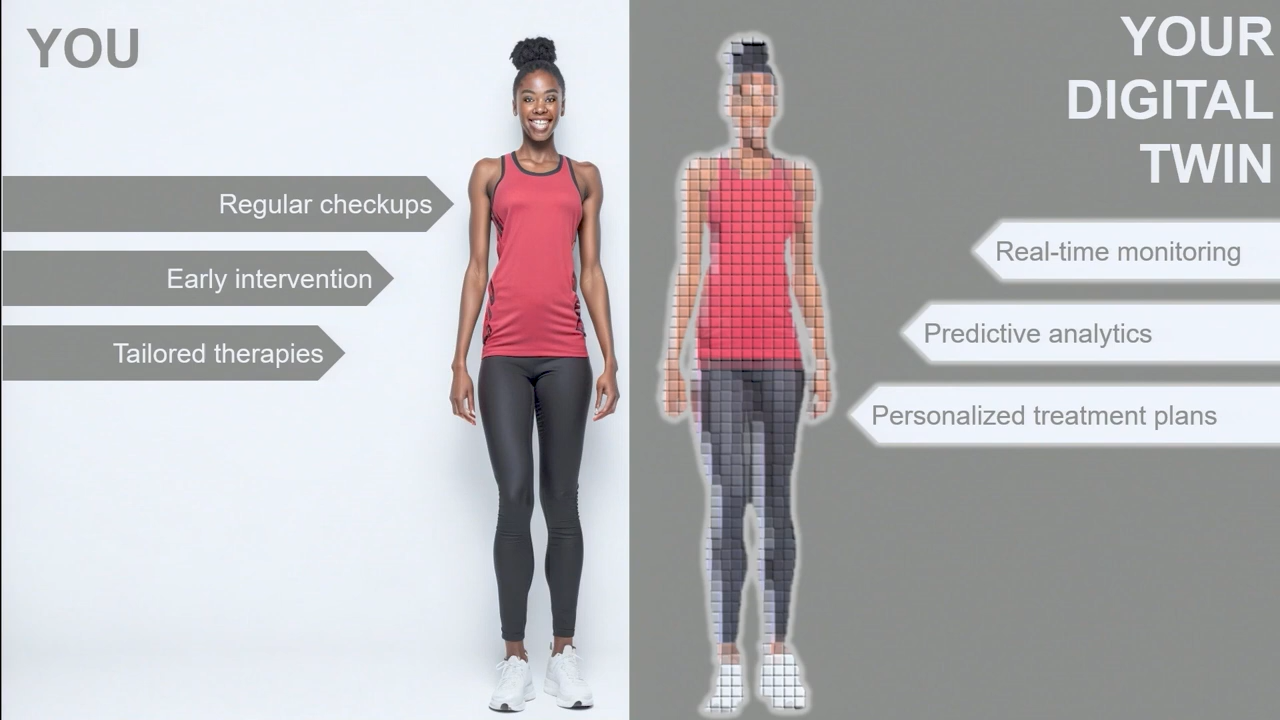 YOU
Regular checkups
Early intervention
Tailored therapies
YOUR
DIGITAL
TWIN
Real-time monitoring
Predictive analytics
Personalized treatment plans